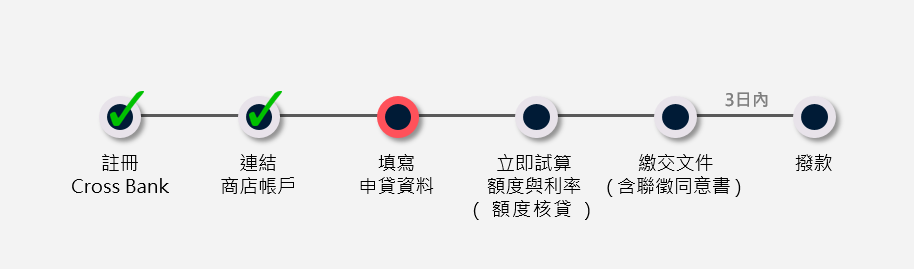 3日內
註冊
Cross Bank
連結
商店帳戶
填寫
申貸資料
立即試算
額度與利率
( 額度核貸 )
繳交文件
(含聯徵同意書)
撥款